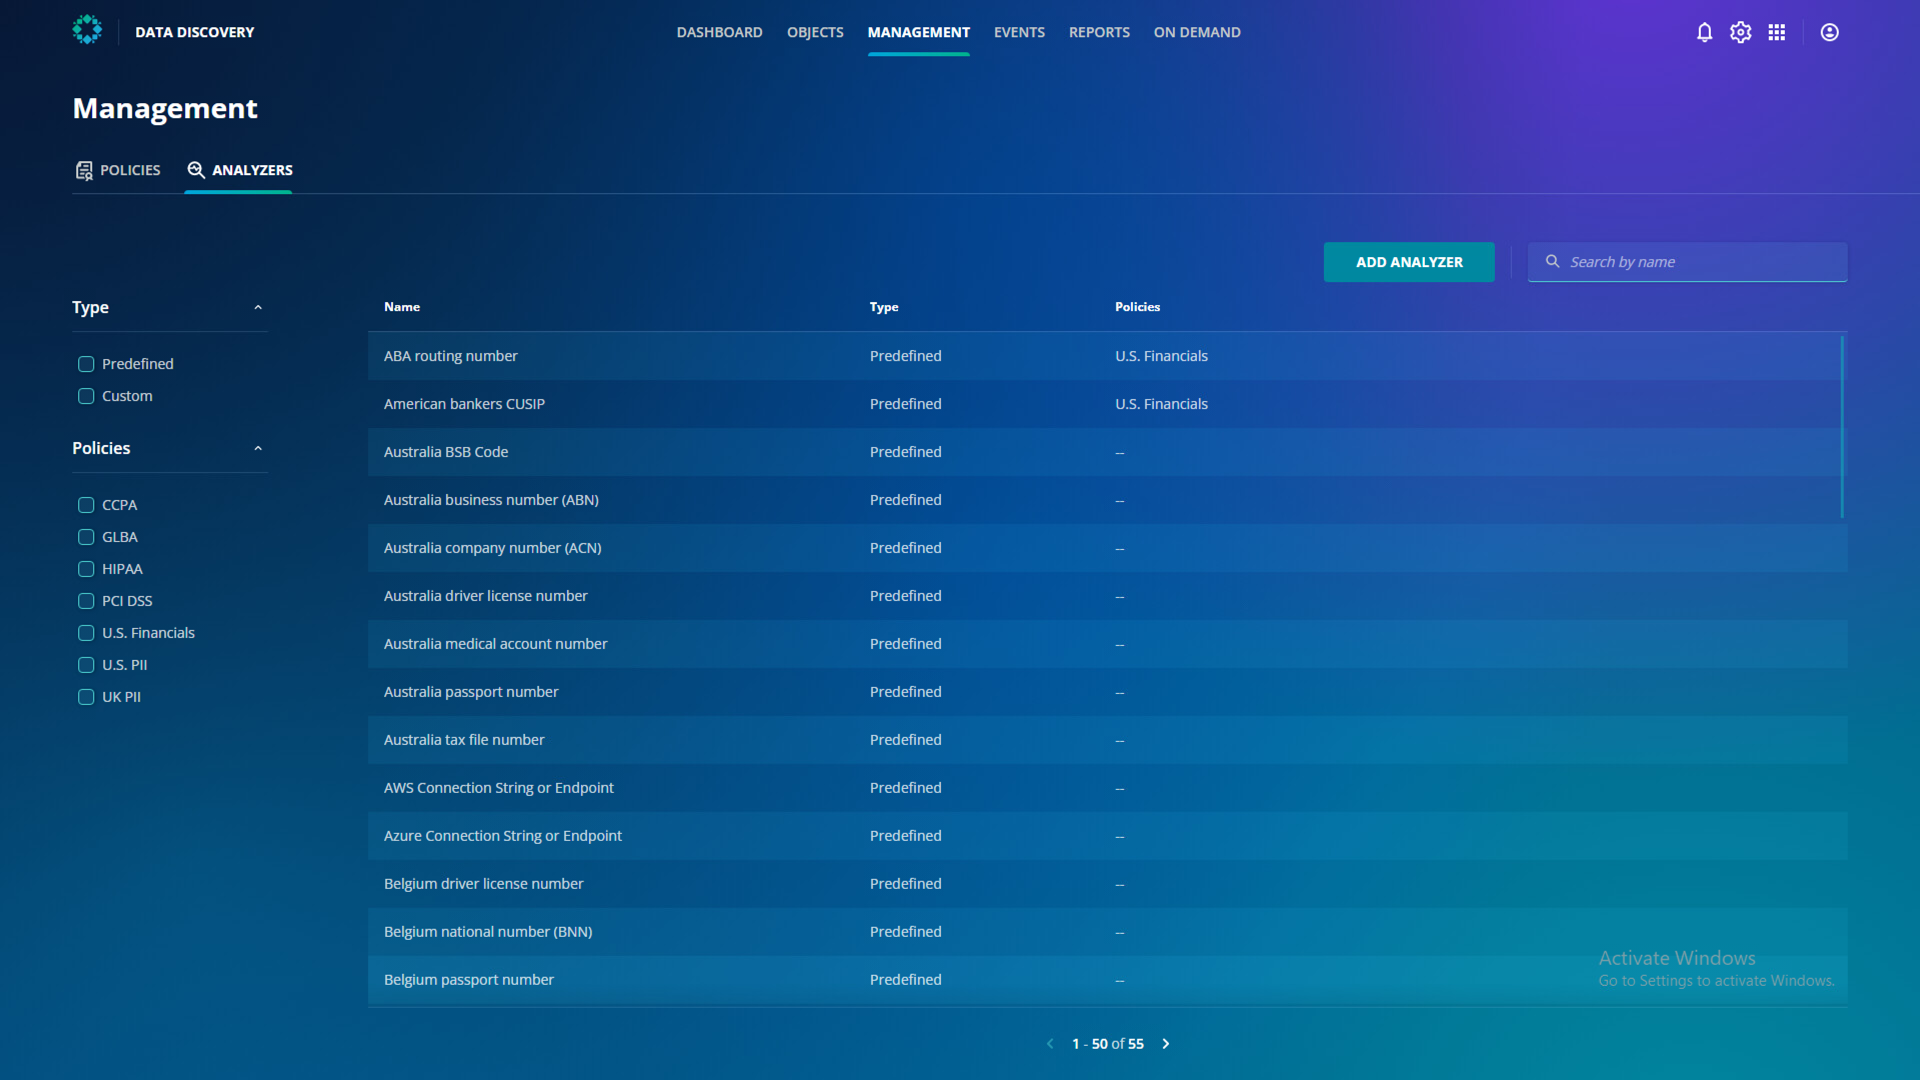 DATA DISCOVERY
DASHBOARD OBJECTS MANAGEMENT EVENTS REPORTS ON DEMAND
Management
POLICIES ANALYZERS
ADD ANALYZER Search by name
Type
Predefined
Custom
Policies
CCPA
GLBA
HIPAA
PCI DSS
U.S. Financials
U.S. PII
UK PII
Name Type Policies
ABA routing number Predefined U.S. Financials
American bankers CUSIP Predefined U.S. Financials
Australia BSB Code Predefined --
Australia business number (ABN) Predefined --
Australia company number (ACN) Predefined --
Australia driver license number Predefined --
Australia medical account number Predefined --
Australia passport number Predefined --
Australia tax file number Predefined --
AWS Connection String or Endpoint Predefined --
Azure Connection String or Endpoint Predefined --
Belgium driver license number Predefined --
Belgium national number (BNN) Predefined --
Belgium passport number Predefined --
Activate Windows
Go to Settings to activate Windows.
1 - 50 of 55